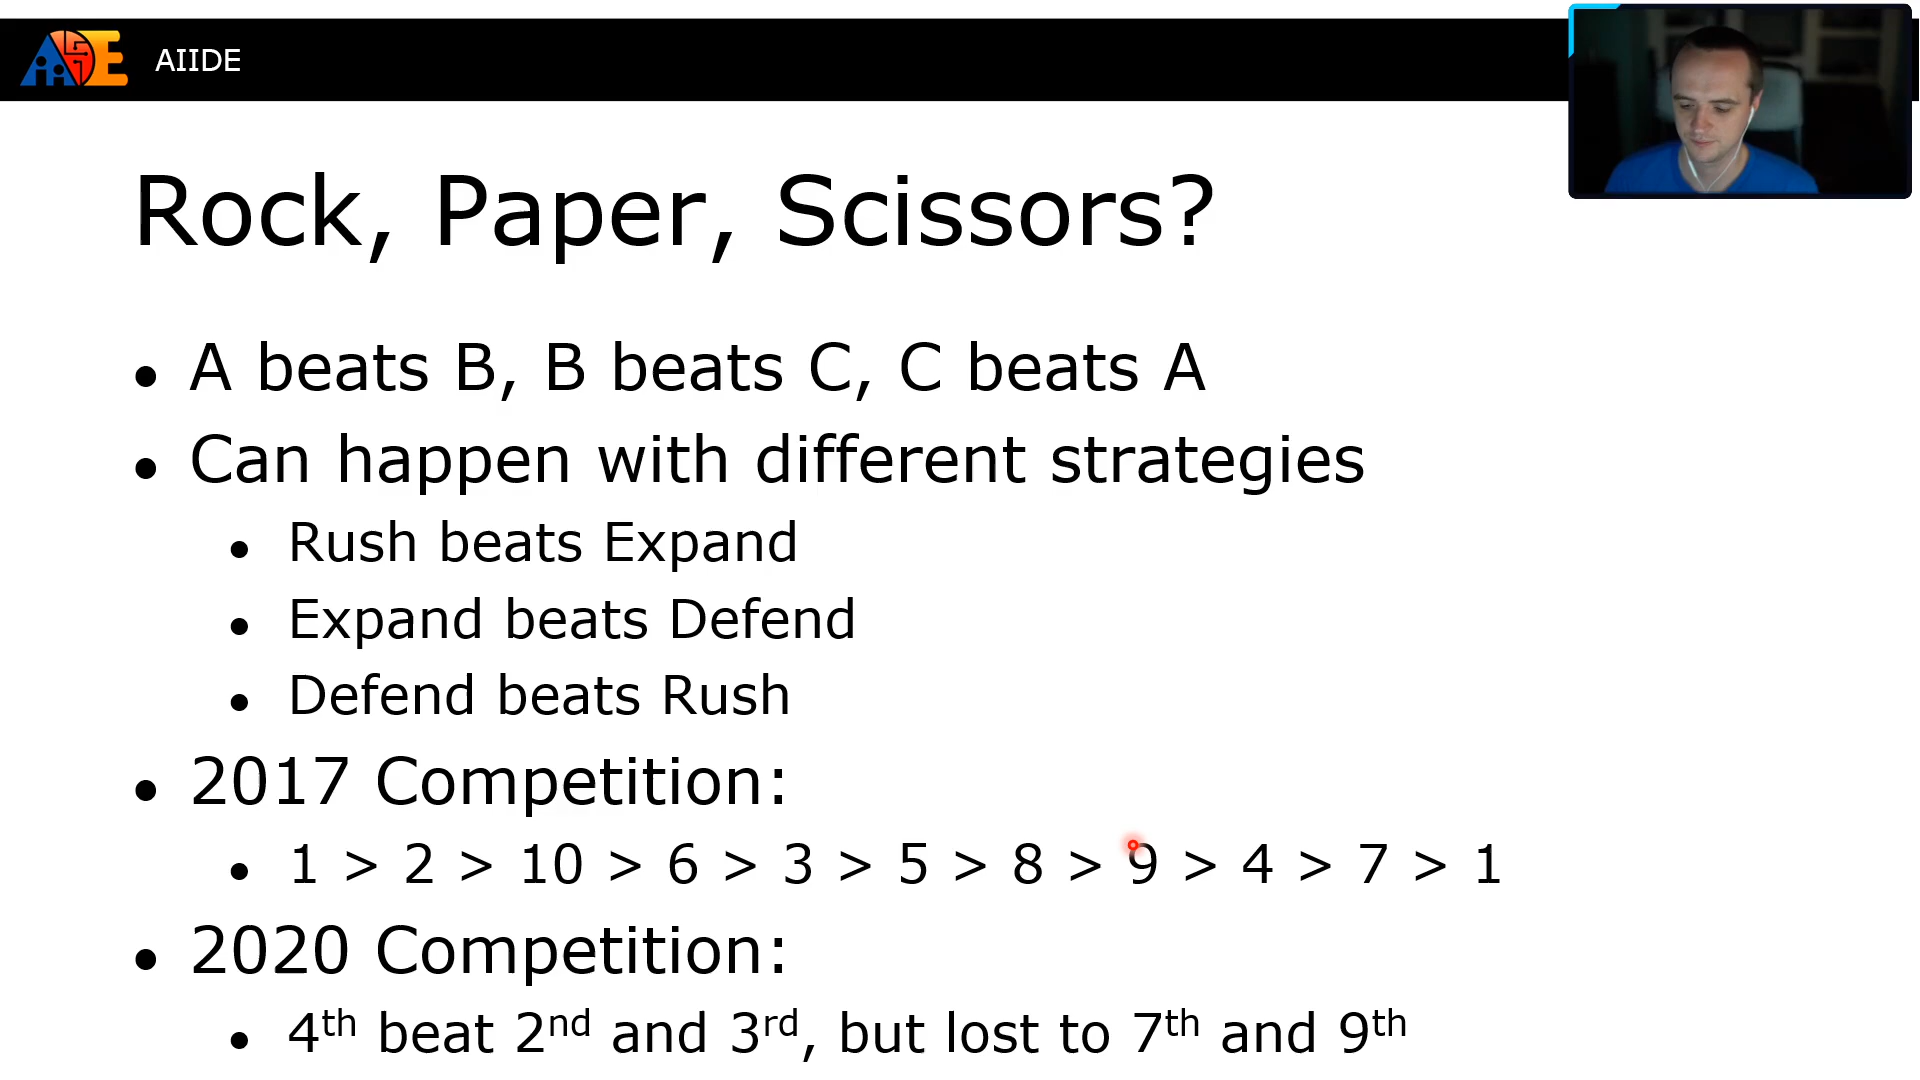 AIIDE
Rock, Paper, Scissors?
• A beats B, B beats C, C beats A
• Can happen with different strategies
• Rush beats Expand
• Expand beats Defend
• Defend beats Rush
• 2017 Competition:
• 1 > 2 > 10 > 6 > 3 > 5 > 8 > 9 > 4 > 7 > 1
• 2020 Competition:
• 4th beat 2nd and 3rd, but lost to 7th and 9th